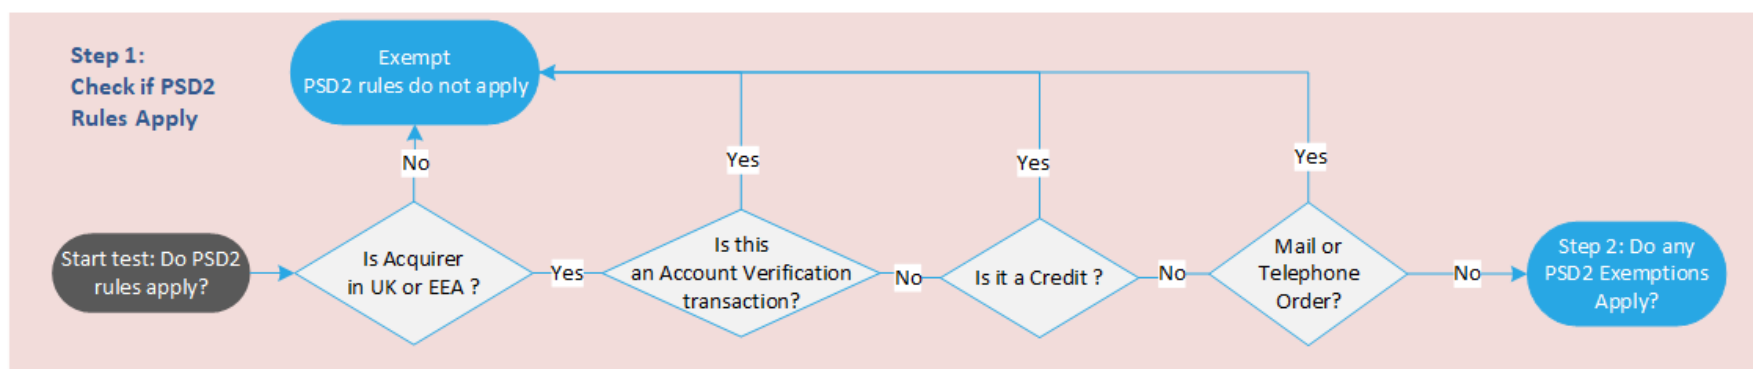 Step 1:
Check if PSD2
Rules Apply
Exempt
PSD2 rules do not apply
No
Yes
Yes
Yes
Start test: Do PSD2
rules apply?
Is Acquirer
in UK or EEA ?
Yes
Is this
an Account Verification
transaction?
No
Is it a Credit ?
No
Mail or
Telephone
Order?
No
Step 2: Do any
PSD2 Exemptions
Apply?